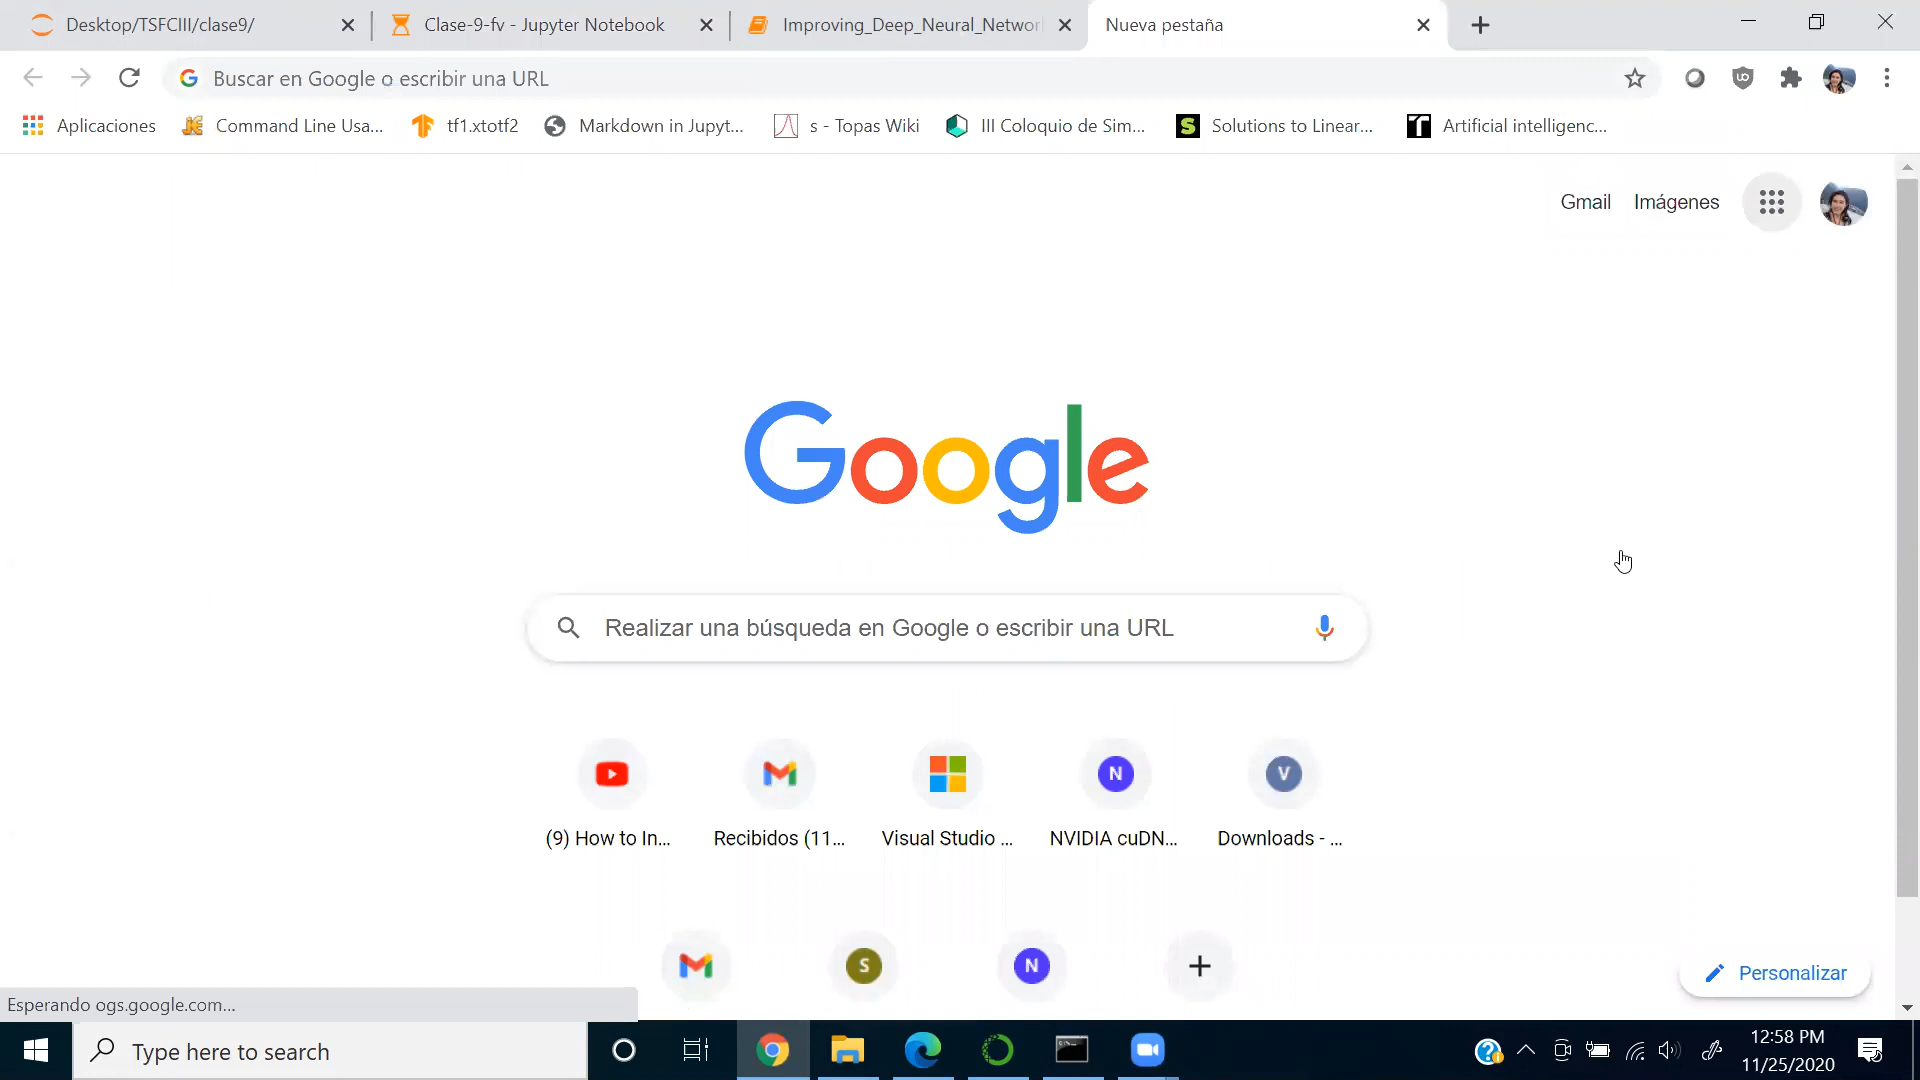 Desktop/TSFCIII/clase9/
Clase-9-fv - Jupyter Notebook
Improving_Deep_Neural_Networ
Nueva pestaña
Buscar en Google o escribir una URL
Aplicaciones
Command Line Usa...
tf1.xtotf2
Markdown in Jupyt...
s - Topas Wiki
III Coloquio de Sim...
Solutions to Linear...
Artificial intelligenc...
Gmail
Imágenes
Google
Realizar una búsqueda en Google o escribir una URL
(9) How to In...
Recibidos (11...
Visual Studio ...
N
NVIDIA cuDN...
V
Downloads - ...
S
N
Personalizar
Esperando ogs.google.com...
Type here to search
12:58 PM
11/25/2020